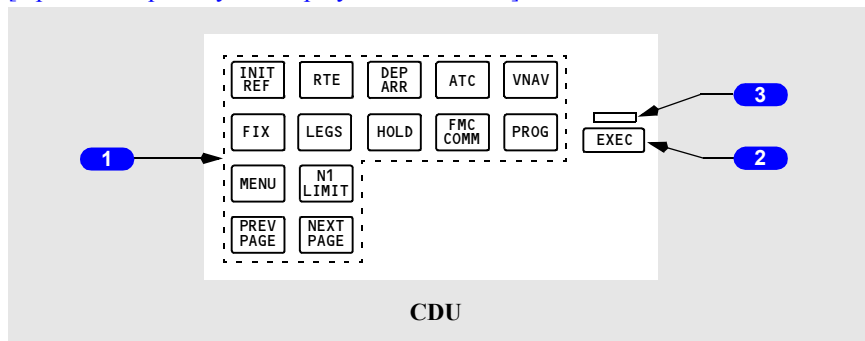 INIT REF RTE DEP ARR ATC VNAV
3
FIX LEGS HOLD FMC COMM PROG EXEC
2
1
MENU N1 LIMIT
PREV PAGE NEXT PAGE
CDU